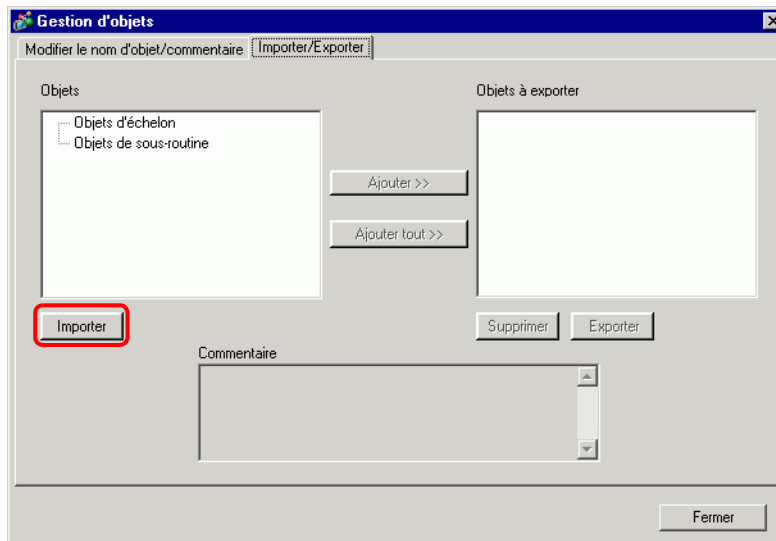 Gestion d'objets
Modifier le nom d'objet/commentaire
Importer/Exporter
Objets
Objets à exporter
Objets d'échelon
Objets de sous-routine
Ajouter >>
Ajouter tout >>
Importer
Supprimer
Exporter
Commentaire
Fermer